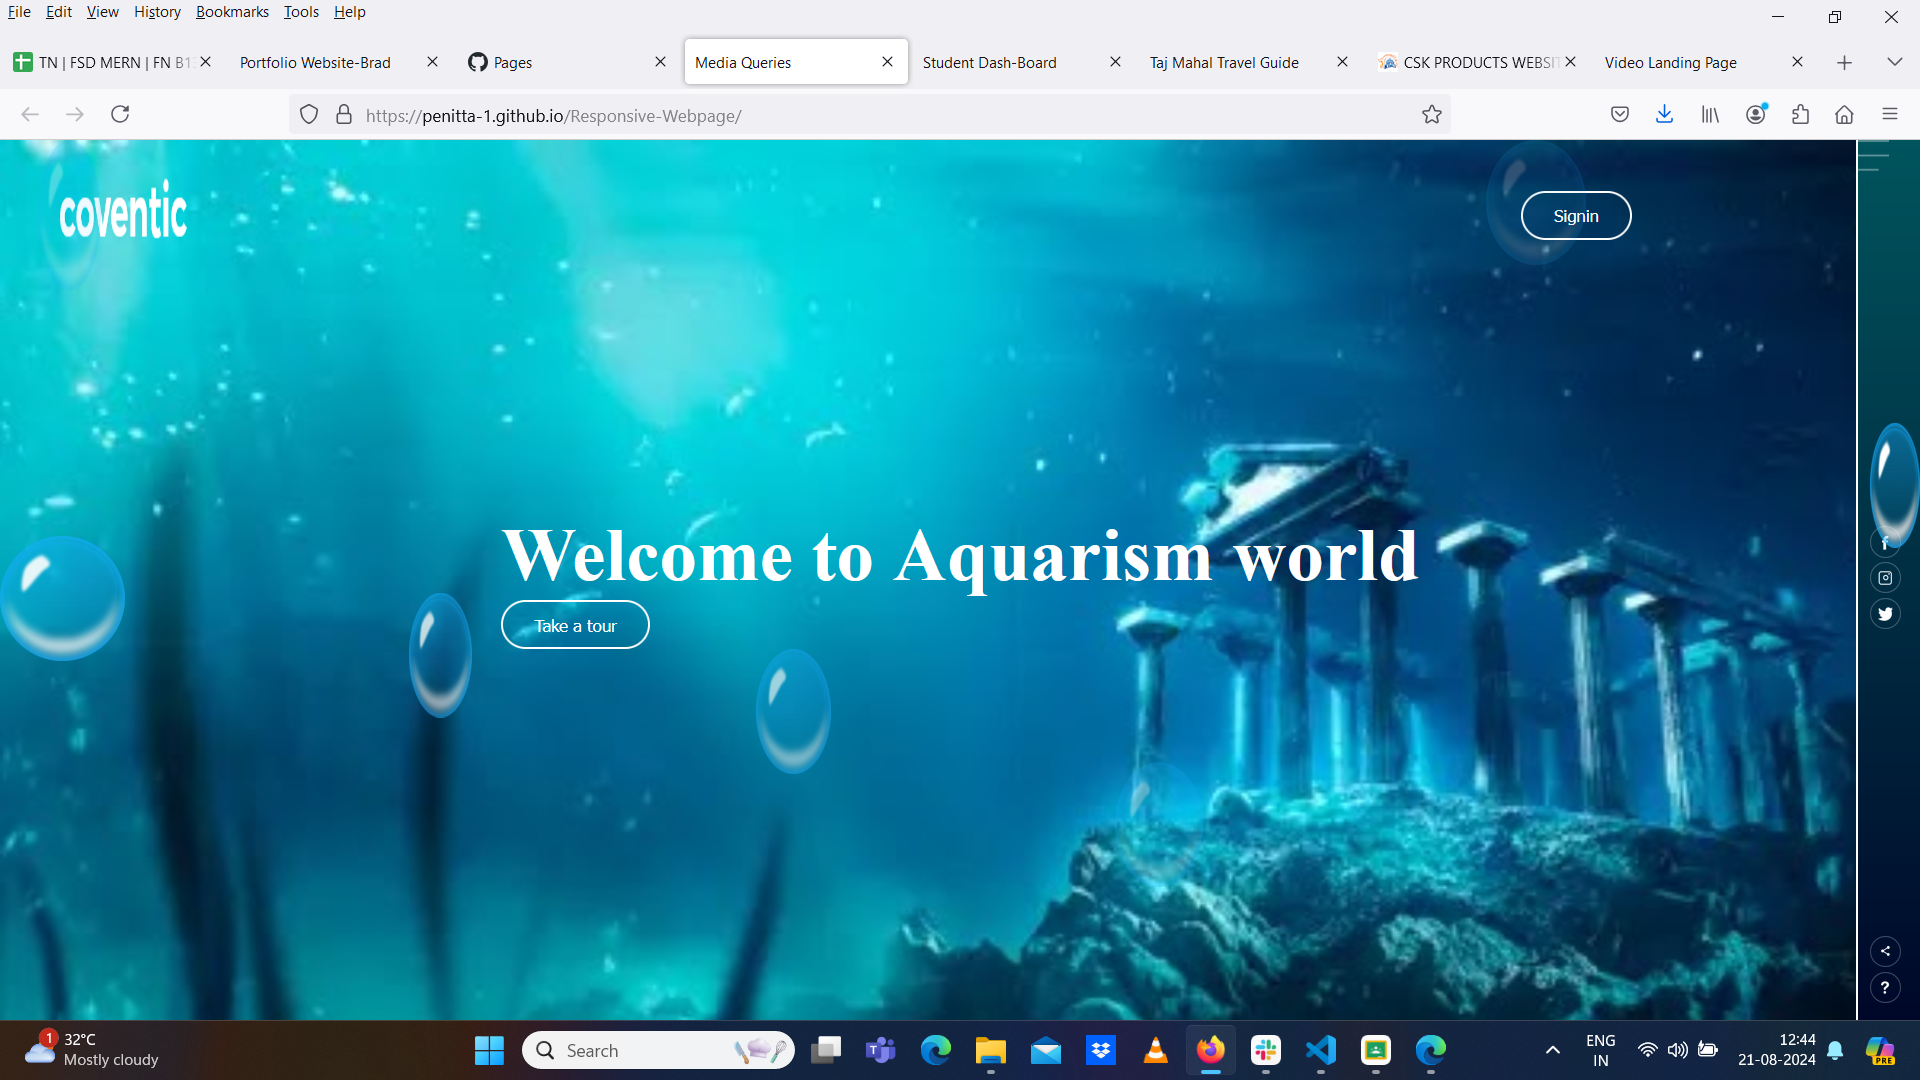 File Edit View History Bookmarks Tools Help
TN | FSD MERN | FN B1
Portfolio Website-Brad
Pages
Media Queries
Student Dash-Board
Taj Mahal Travel Guide
CSK PRODUCTS WEBSIT
Video Landing Page
https://penitta-1.github.io/Responsive-Webpage/
coventic
Signin
Welcome to Aquarism world
Take a tour
f
?
1
32°C
Mostly cloudy
Search
T
ENG
IN
12:44
21-08-2024
PRE